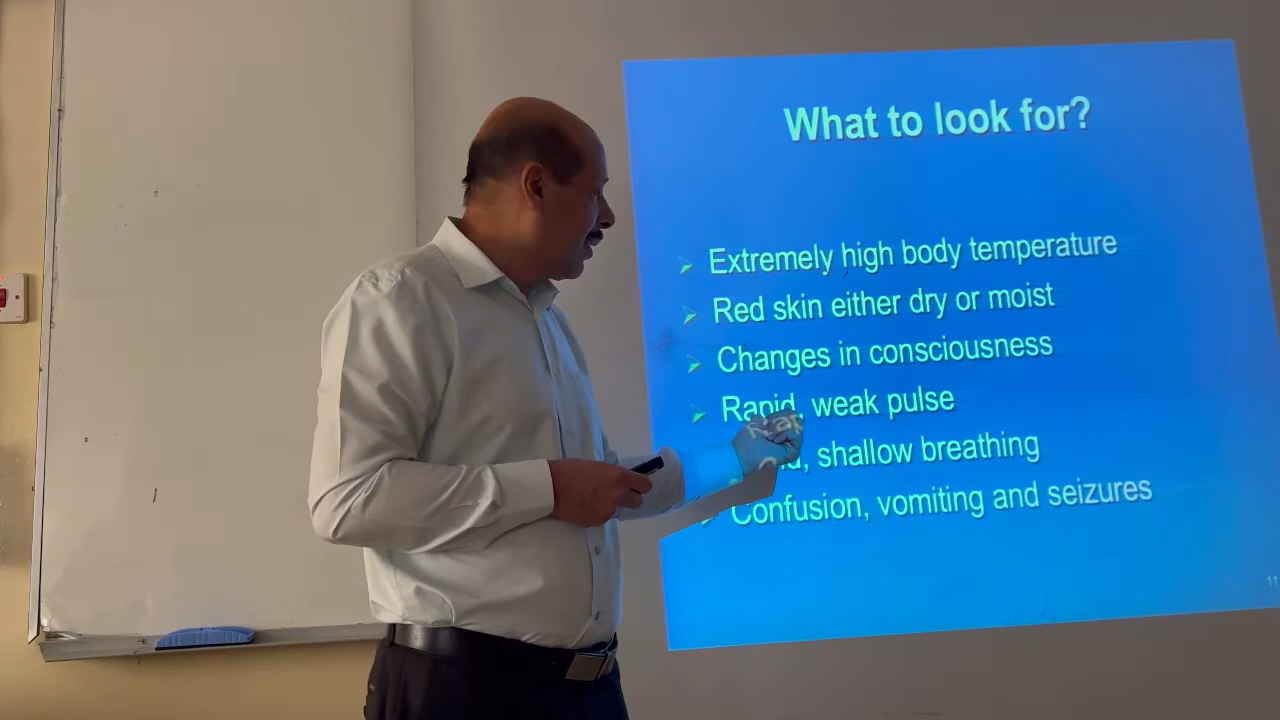 What to look for?
Extremely high body temperature
Red skin either dry or moist
Changes in consciousness
Rapid, weak pulse
shallow breathing
Confusion, vomiting and seizures
11